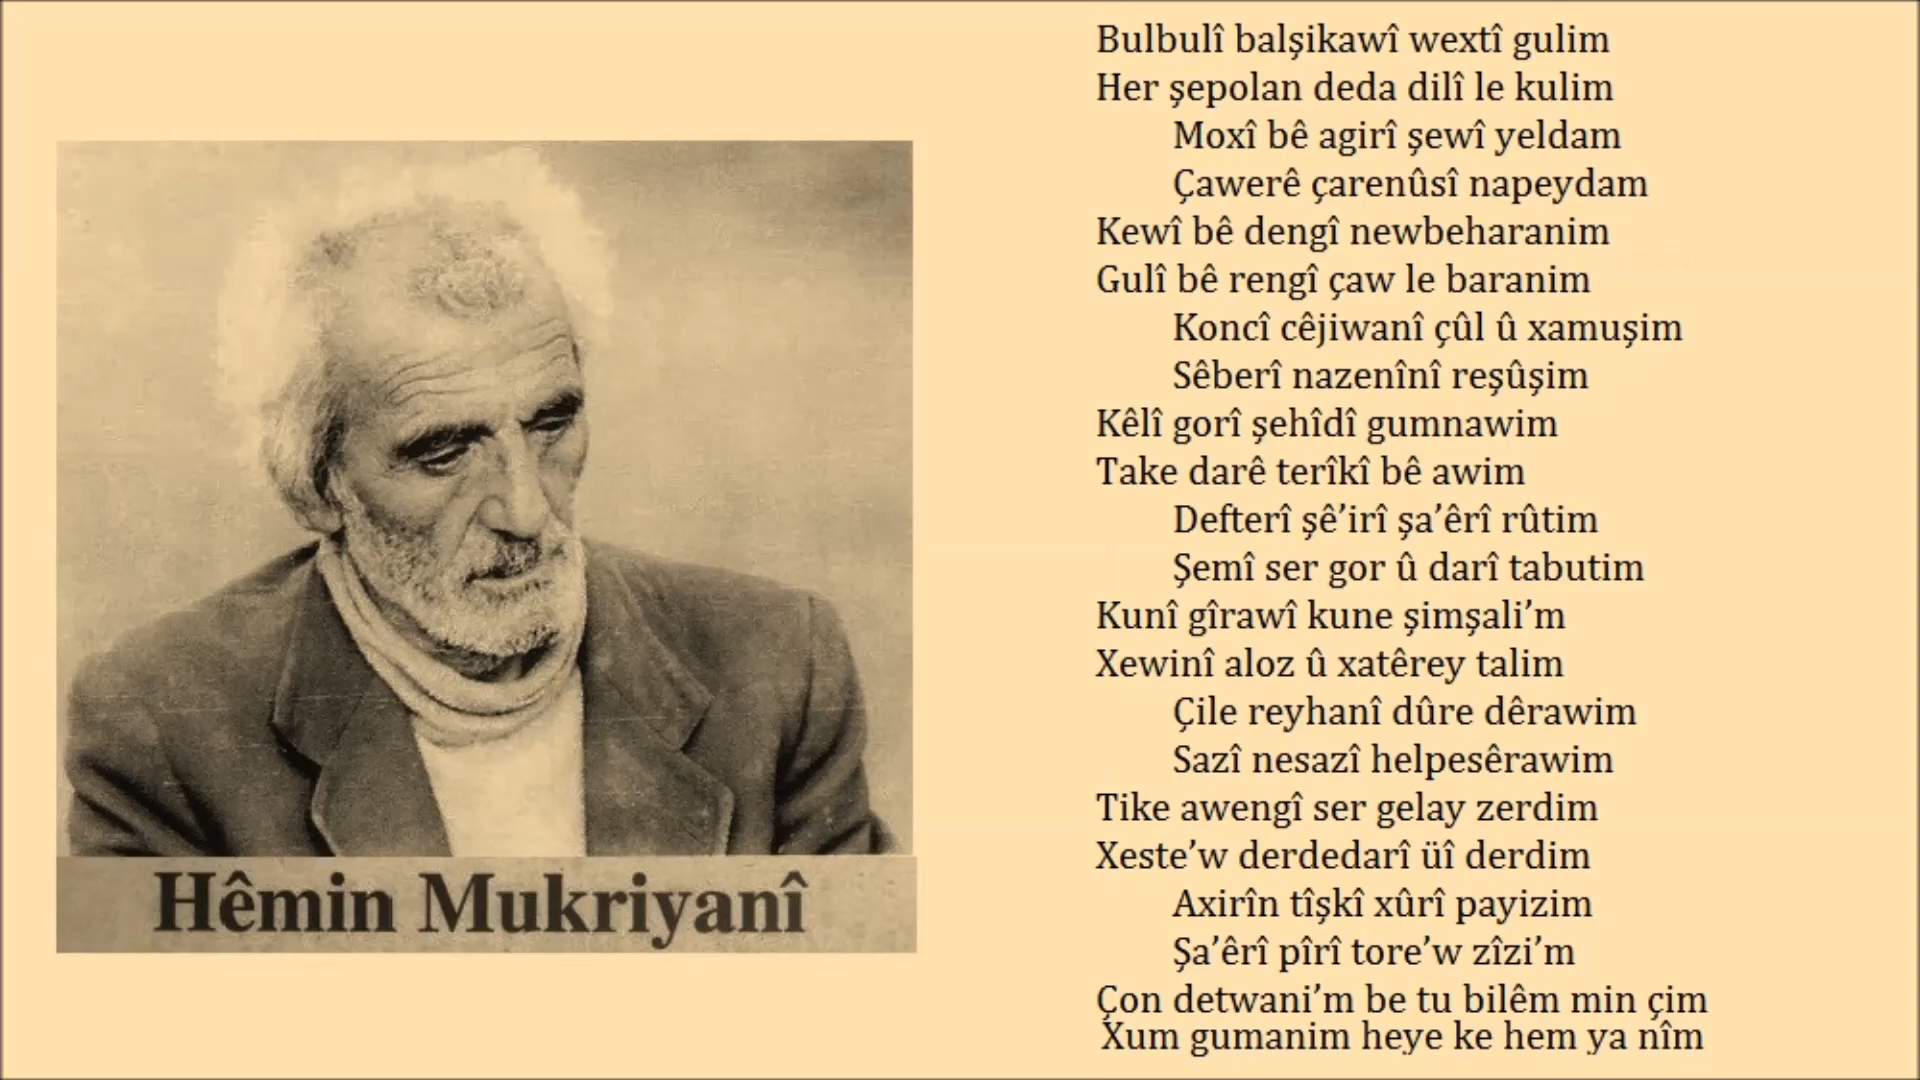 Bulbulî balşikawî wextî gulim
Her şepolan deda dilî le kulim
Moxî bê agirî şewî yeldam
Çawerê çarenûsî napeydam
Kewî bê dengî newbeharanim
Gulî bê rengî çaw le baranim
Koncî cêjiwanî çûl û xamuşim
Sêberî nazenînî reşûşim
Kêlî gorî şehîdî gumnawim
Take darê terîkî bê awim
Defterî şê’irî şa’êrî rûtim
Şemî ser gor û darî tabutim
Kunî gîrawî kune şimşali’m
Xewinî aloz û xatêrey talim
Çile reyhanî dûre dêrawim
Sazî nesazî helpesêrawim
Tike awengî ser gelay zerdim
Xeste’w derdedarî üî derdim
Axirîn tîşkî xûrî payizim
Şa’êrî pîrî tore’w zîzi’m
Çon detwani’m be tu bilêm min çim
Xum gumanim heye ke hem ya nîm
Hêmin Mukriyanî